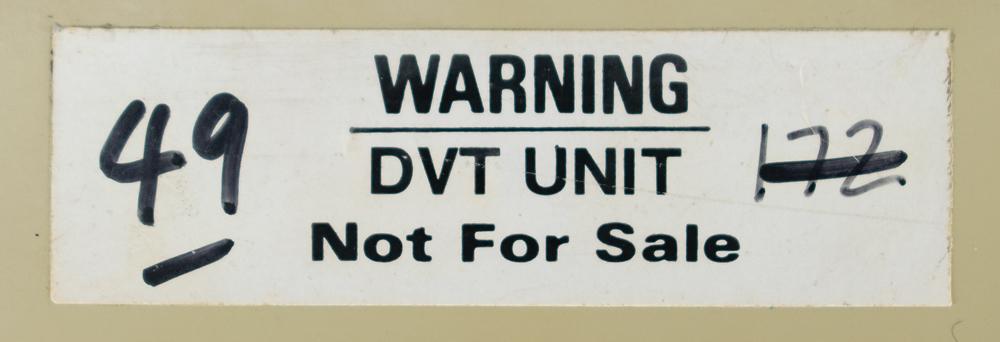 WARNING
DVT UNIT
Not For Sale
49
172